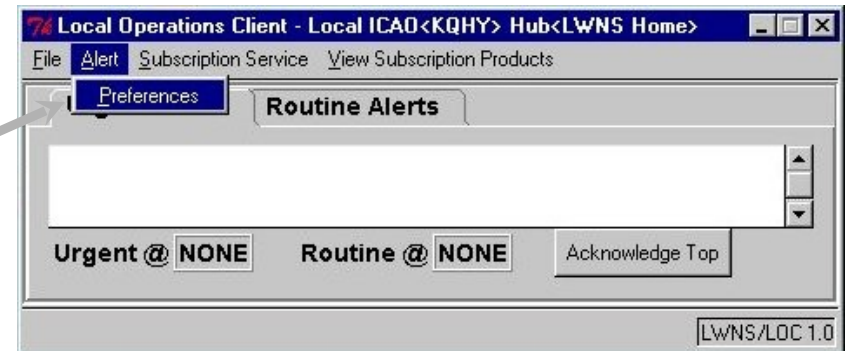 Local Operations Client - Local ICAO<KQHY> Hub<LWNS Home>
File Alert Subscription Service View Subscription Products
Preferences
Routine Alerts
Urgent @ NONE Routine @ NONE Acknowledge Top
LWNS/LOC 1.0